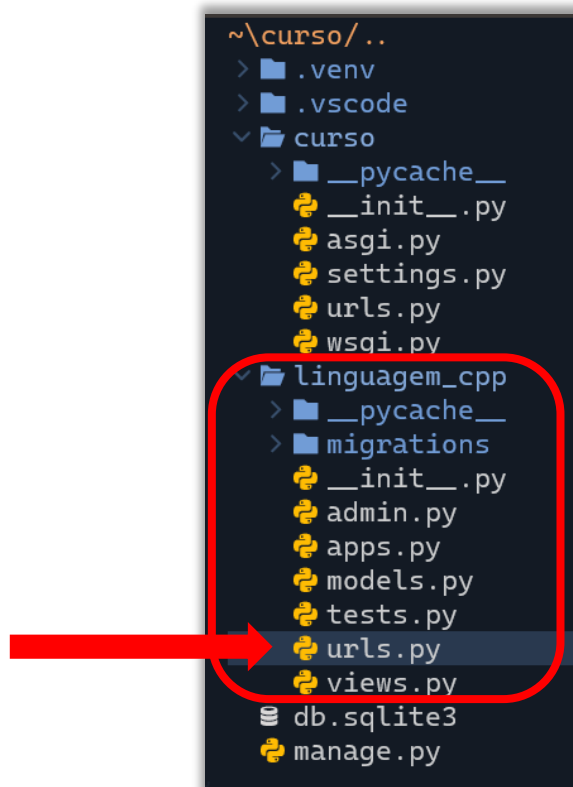 ~\curso/..
.venv
.vscode
curso
__pycache__
__init__.py
asgi.py
settings.py
urls.py
wsgi.py
linguagem_cpp
__pycache__
migrations
__init__.py
admin.py
apps.py
models.py
tests.py
urls.py
views.py
db.sqlite3
manage.py